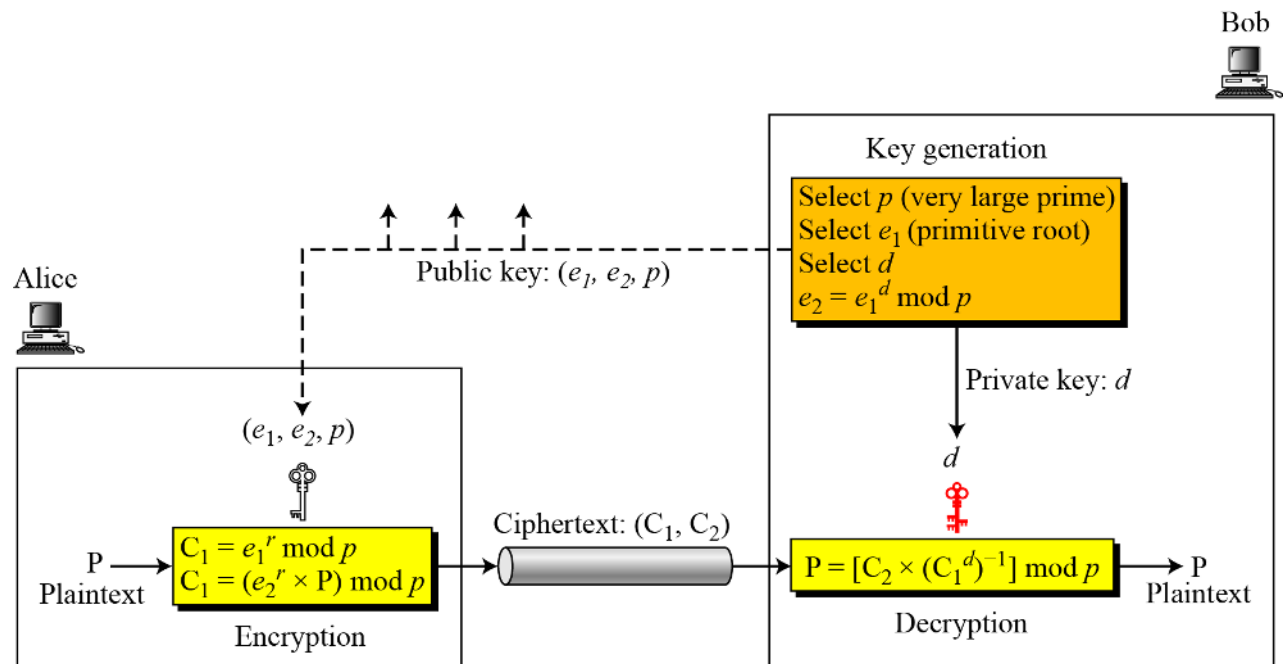 Bob
Key generation
Select p (very large prime)
Select e₁ (primitive root)
Select d
e₂ = e₁ᵈ mod p
Public key: (e₁, e₂, p)
Alice
Private key: d
(e₁, e₂, p)
d
Ciphertext: (C₁, C₂)
P
Plaintext
C₁ = e₁ʳ mod p
C₁ = (e₂ʳ × P) mod p
P = [C₂ × (C₁ᵈ)⁻¹] mod p
P
Plaintext
Encryption
Decryption